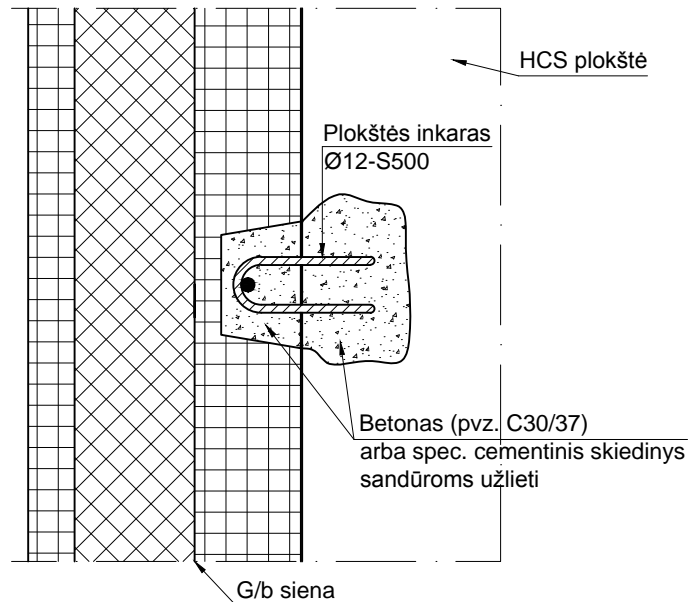 HCS plokštė
Plokštės inkaras
Ø12-S500
Betonas (pvz. C30/37)
arba spec. cementinis skiedinys
sandūroms užlieti
G/b siena